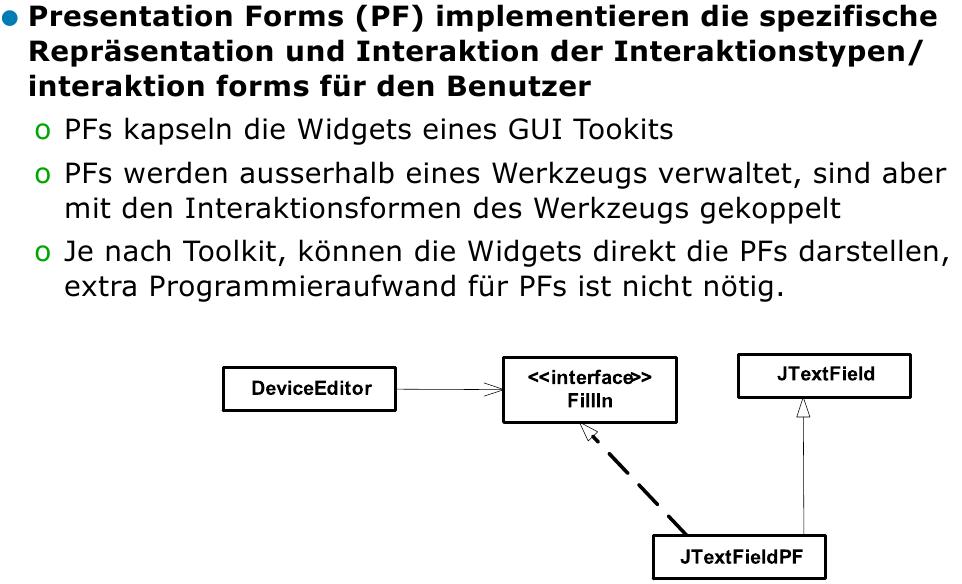 ● Presentation Forms (PF) implementieren die spezifische
Repräsentation und Interaktion der Interaktionstypen/
interaktion forms für den Benutzer
o PFs kapseln die Widgets eines GUI Tookits
o PFs werden ausserhalb eines Werkzeugs verwaltet, sind aber
mit den Interaktionsformen des Werkzeugs gekoppelt
o Je nach Toolkit, können die Widgets direkt die PFs darstellen,
extra Programmieraufwand für PFs ist nicht nötig.
DeviceEditor
<<interface>>
FillIn
JTextField
JTextFieldPF